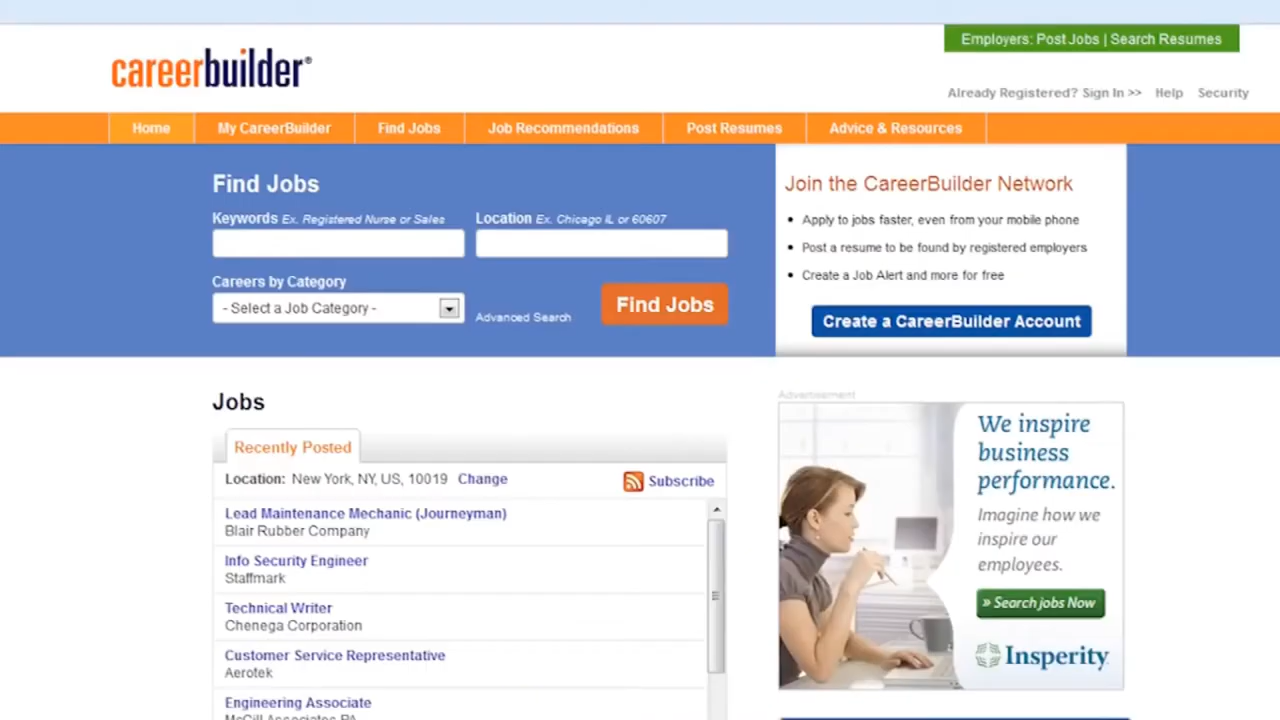 Employers: Post Jobs | Search Resumes
careerbuilder®
Already Registered? Sign In >> Help Security
Home My CareerBuilder Find Jobs Job Recommendations Post Resumes Advice & Resources
Find Jobs
Keywords Ex. Registered Nurse or Sales
Location Ex. Chicago IL or 60607
Careers by Category
- Select a Job Category -
Advanced Search
Find Jobs
Join the CareerBuilder Network
• Apply to jobs faster, even from your mobile phone
• Post a resume to be found by registered employers
• Create a Job Alert and more for free
Create a CareerBuilder Account
Jobs
Recently Posted
Location: New York, NY, US, 10019 Change
Subscribe
Lead Maintenance Mechanic (Journeyman)
Blair Rubber Company
Info Security Engineer
Staffmark
Technical Writer
Chenega Corporation
Customer Service Representative
Aerotek
Engineering Associate
McGill Associates PA
Advertisement
We inspire
business
performance.
Imagine how we
inspire our
employees.
» Search jobs Now
Insperity